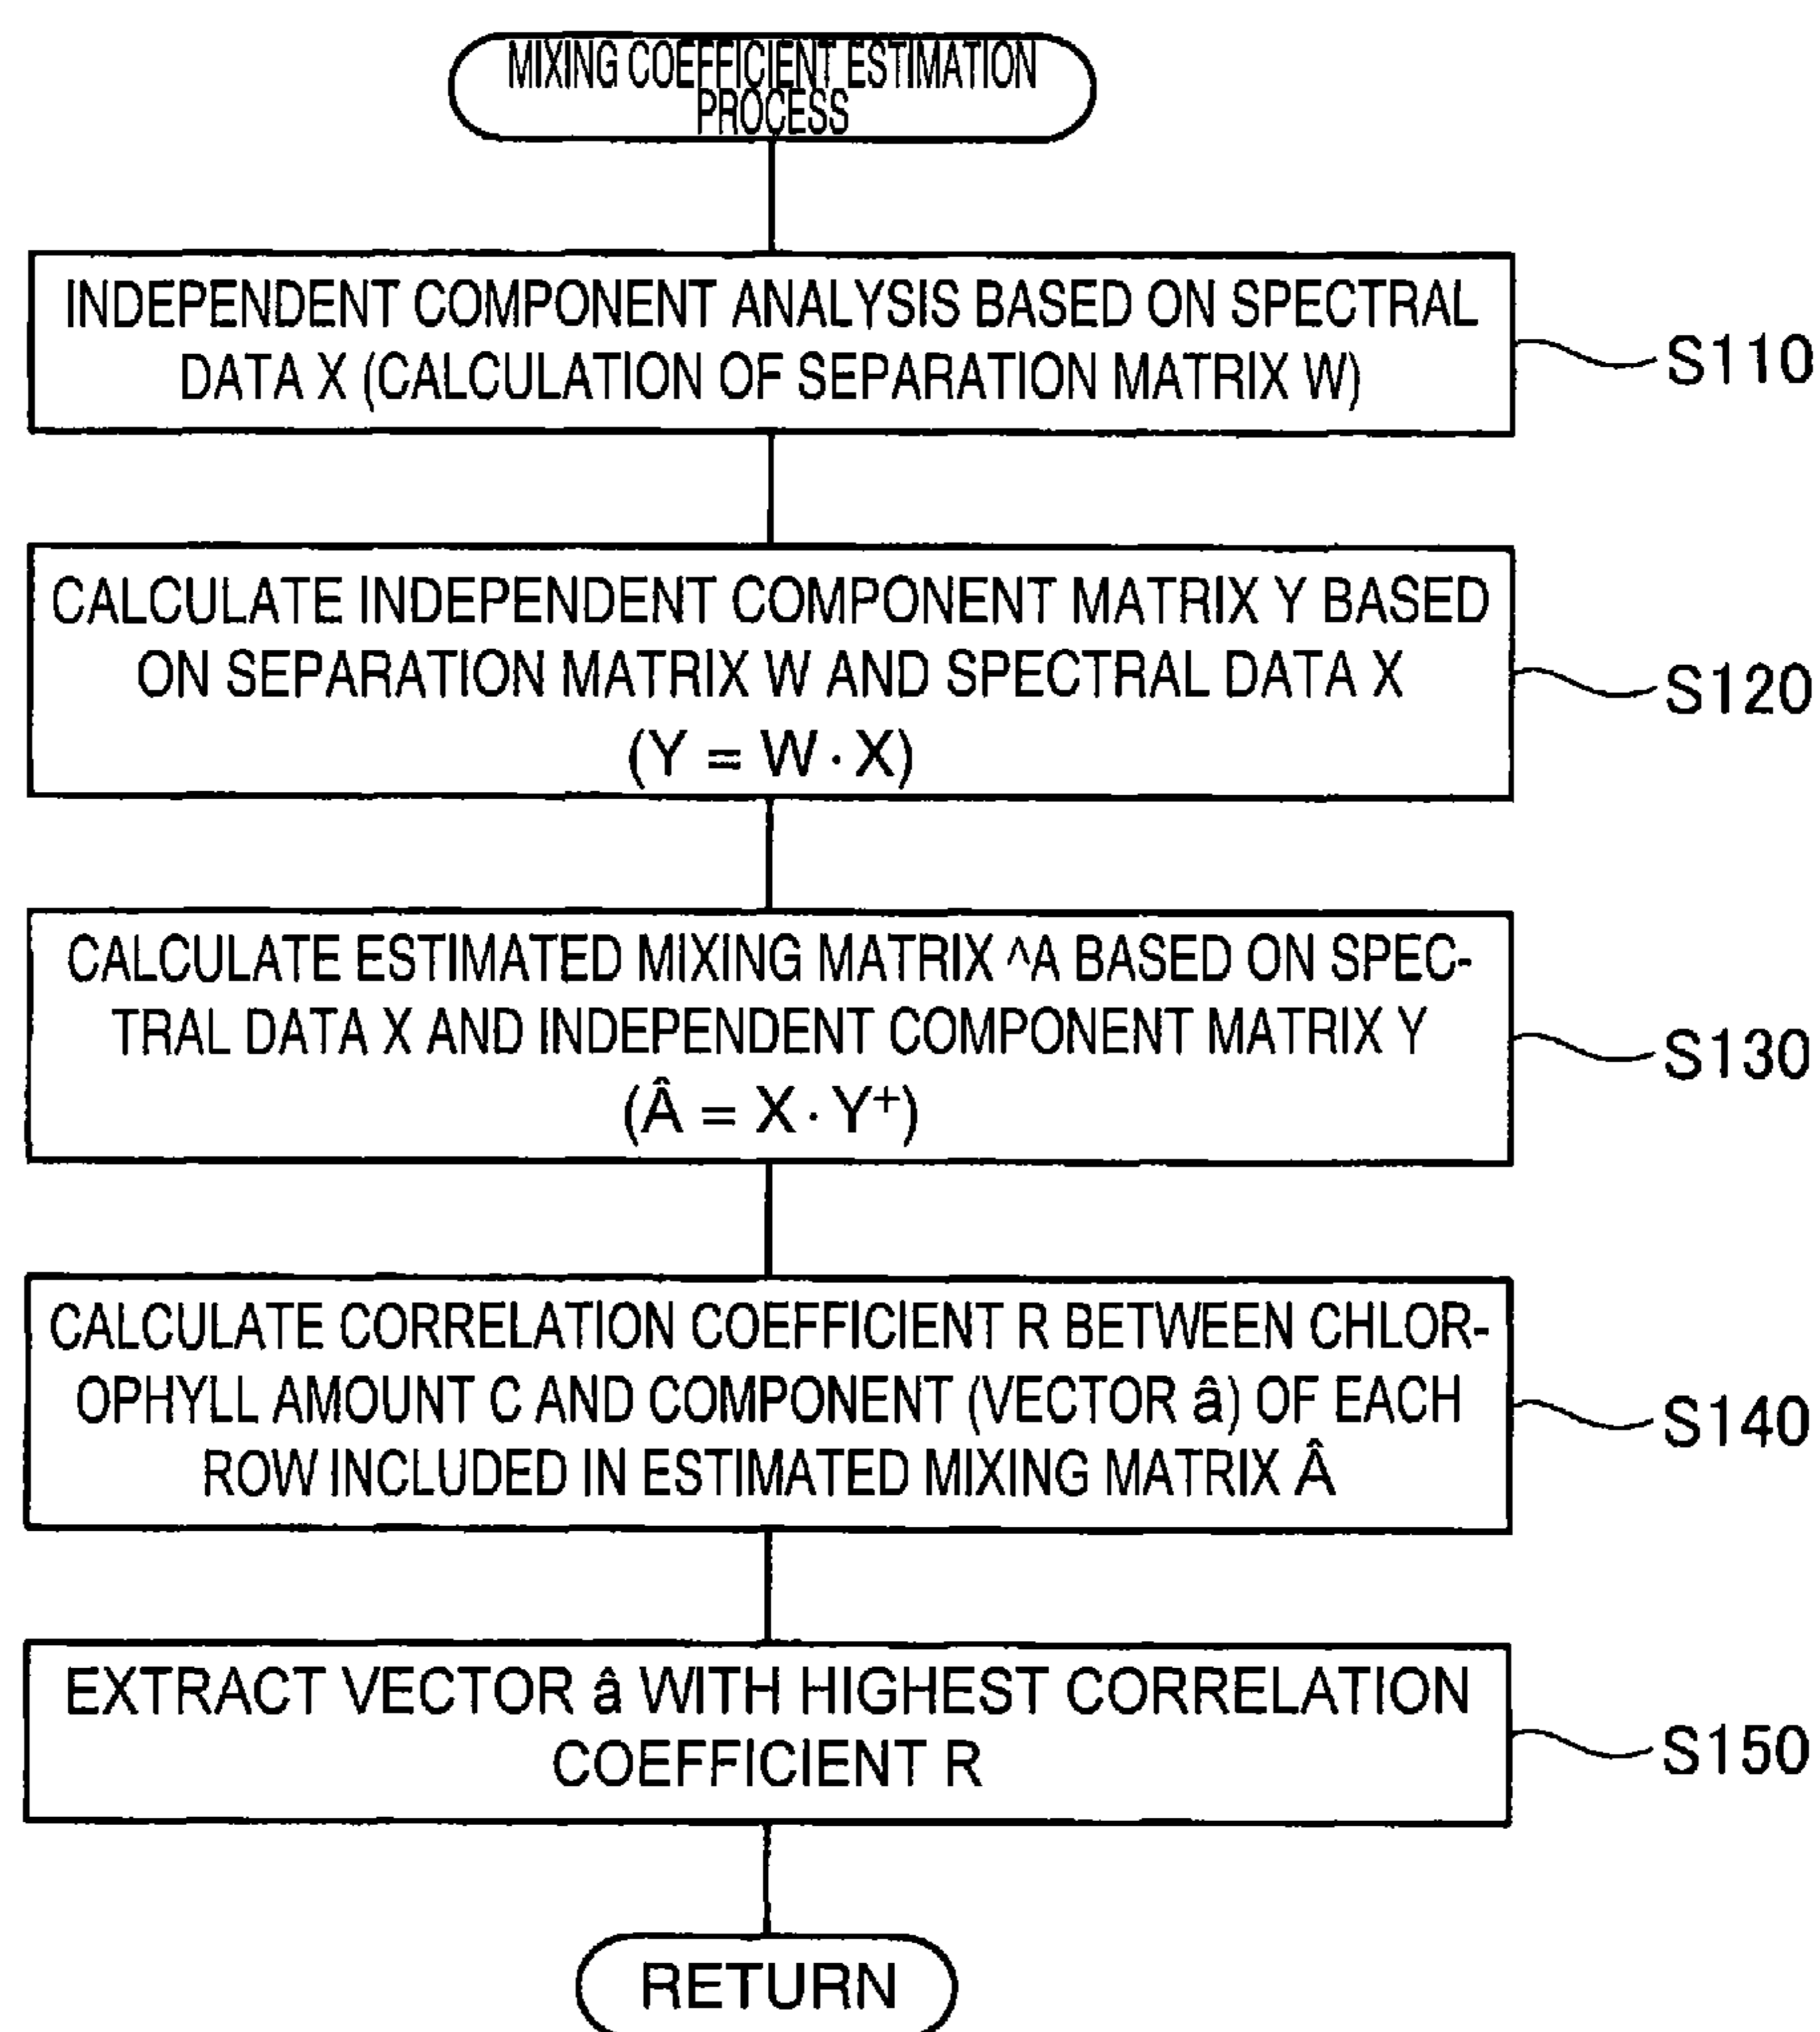 MIXING COEFFICIENT ESTIMATION
PROCESS
INDEPENDENT COMPONENT ANALYSIS BASED ON SPECTRAL
DATA X (CALCULATION OF SEPARATION MATRIX W)
S110
CALCULATE INDEPENDENT COMPONENT MATRIX Y BASED
ON SEPARATION MATRIX W AND SPECTRAL DATA X
(Y = W · X)
S120
CALCULATE ESTIMATED MIXING MATRIX ^A BASED ON SPEC-
TRAL DATA X AND INDEPENDENT COMPONENT MATRIX Y
(Â = X · Y⁺)
S130
CALCULATE CORRELATION COEFFICIENT R BETWEEN CHLOR-
OPHYLL AMOUNT C AND COMPONENT (VECTOR â) OF EACH
ROW INCLUDED IN ESTIMATED MIXING MATRIX Â
S140
EXTRACT VECTOR â WITH HIGHEST CORRELATION
COEFFICIENT R
S150
RETURN